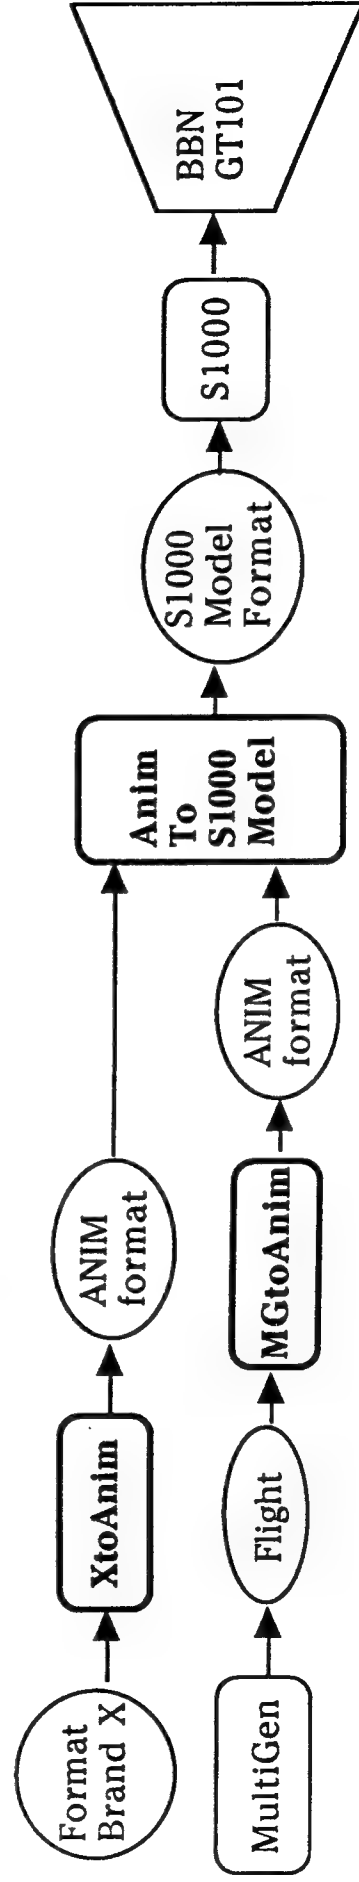 Format
Brand X
XtoAnim
ANIM
format
MultiGen
Flight
MGtoAnim
ANIM
format
Anim
To
S1000
Model
S1000
Model
Format
S1000
BBN
GT101